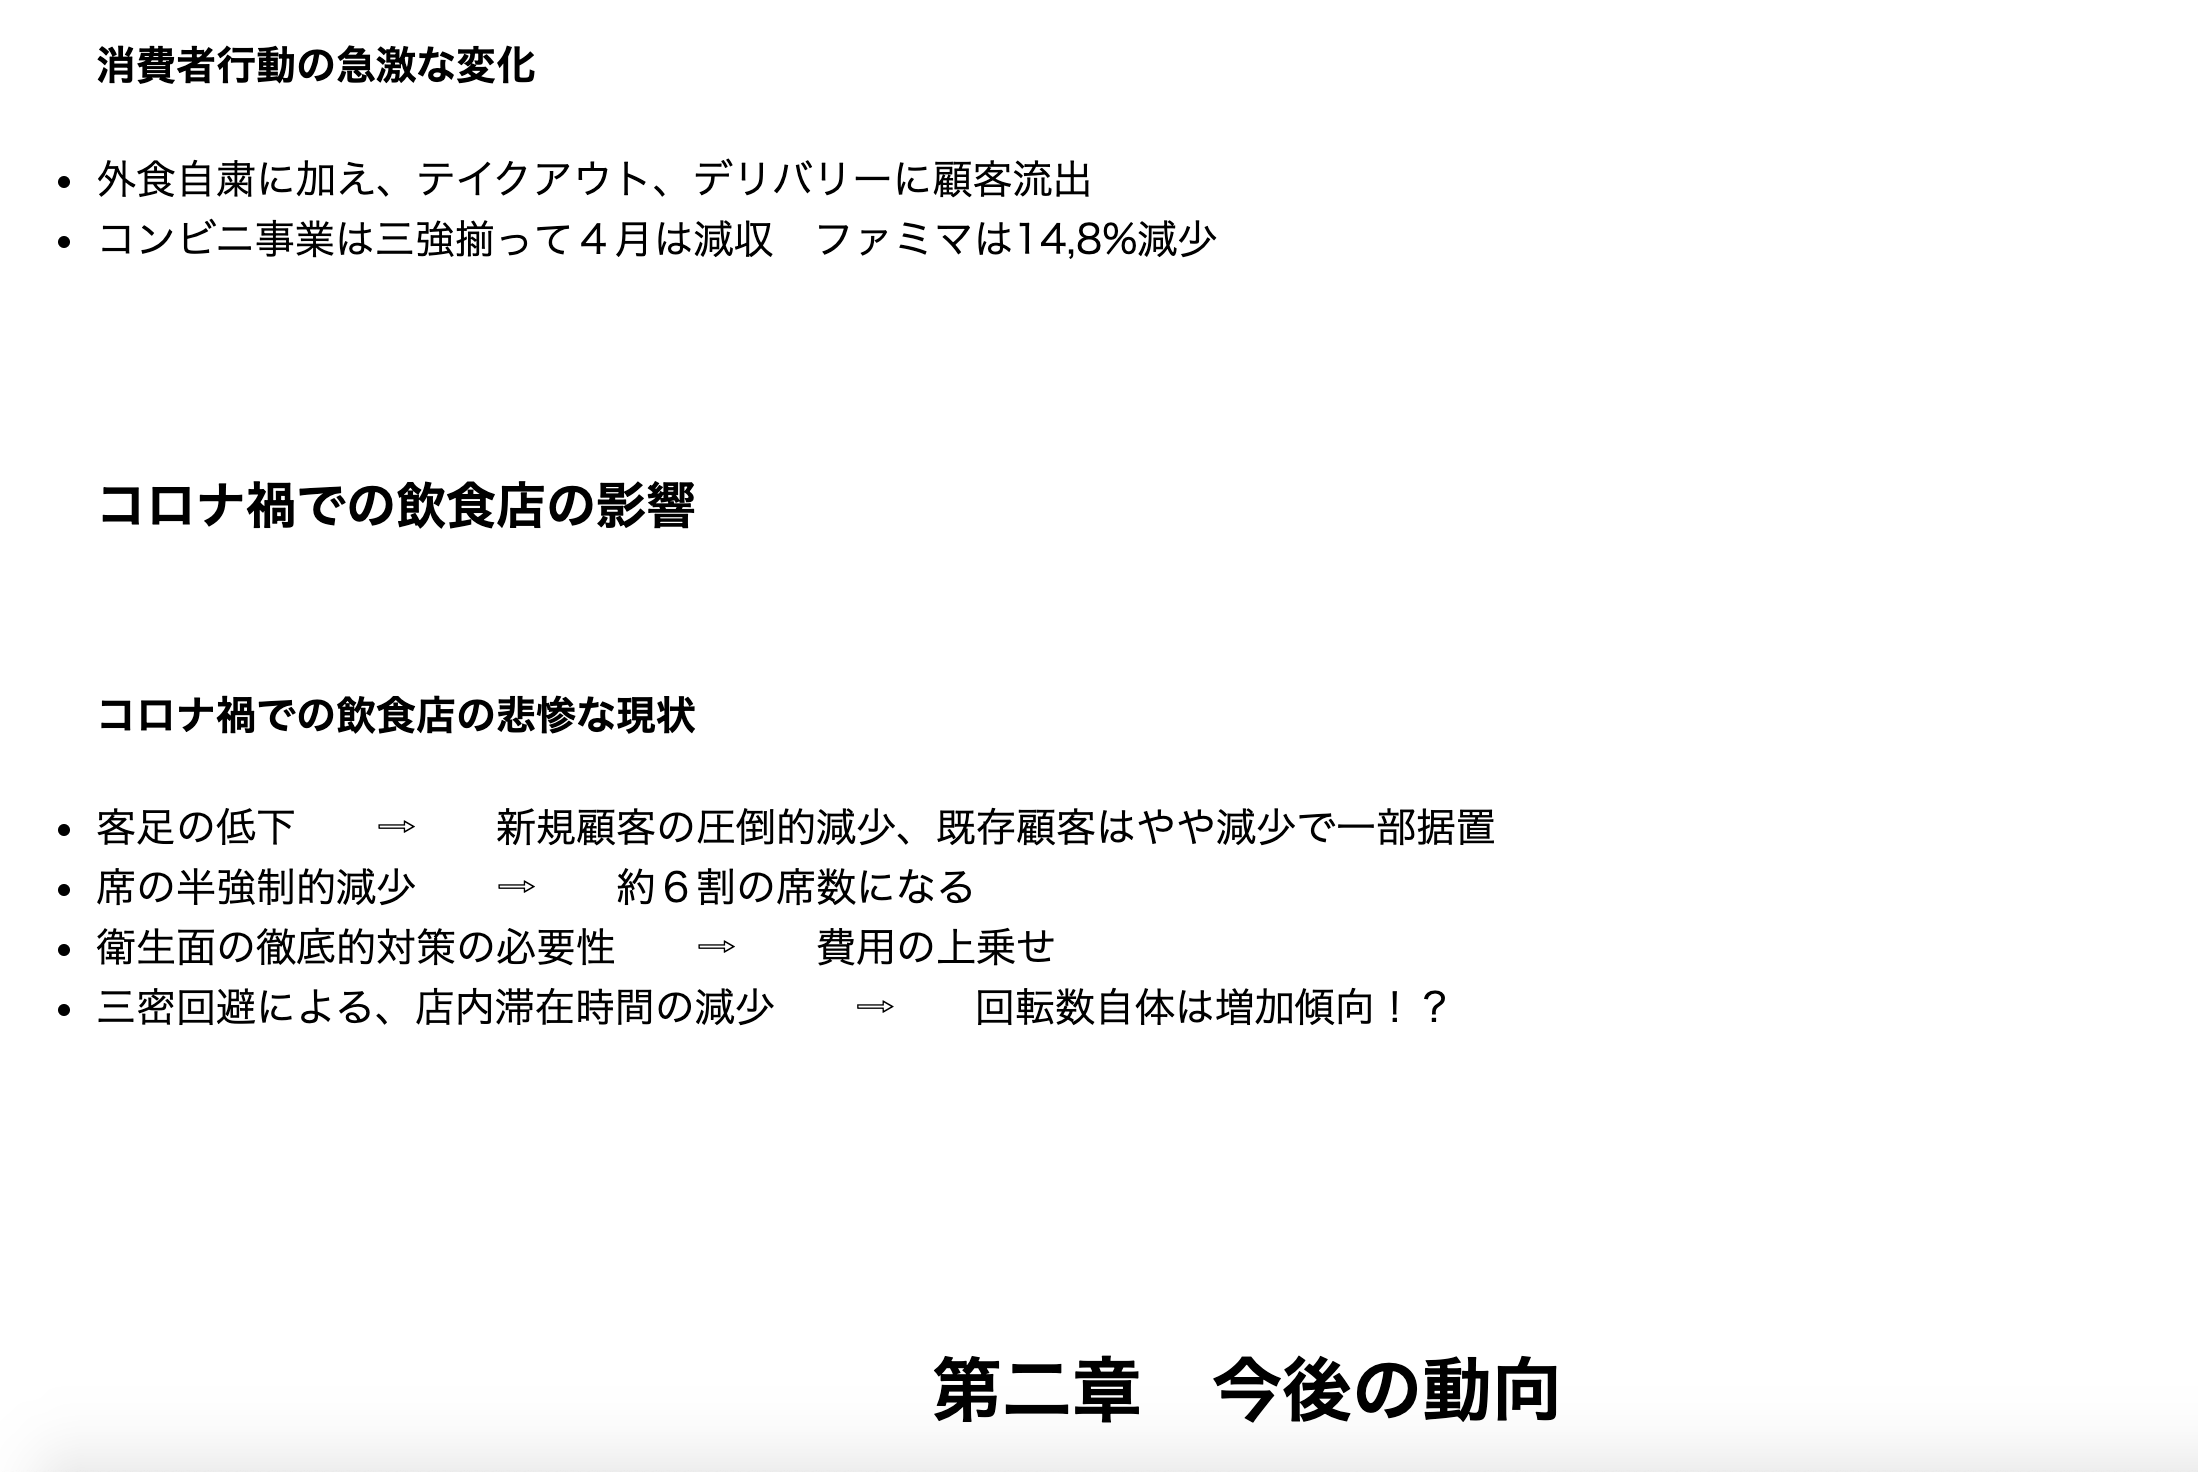 消費者行動の急激な変化
• 外食自粛に加え、テイクアウト、デリバリーに顧客流出
• コンビニ事業は三強揃って４月は減収　ファミマは14,8%減少
コロナ禍での飲食店の影響
コロナ禍での飲食店の悲惨な現状
• 客足の低下　　⇨　　新規顧客の圧倒的減少、既存顧客はやや減少で一部据置
• 席の半強制的減少　　⇨　　約６割の席数になる
• 衛生面の徹底的対策の必要性　　⇨　　費用の上乗せ
• 三密回避による、店内滞在時間の減少　　⇨　　回転数自体は増加傾向！？
第二章　今後の動向